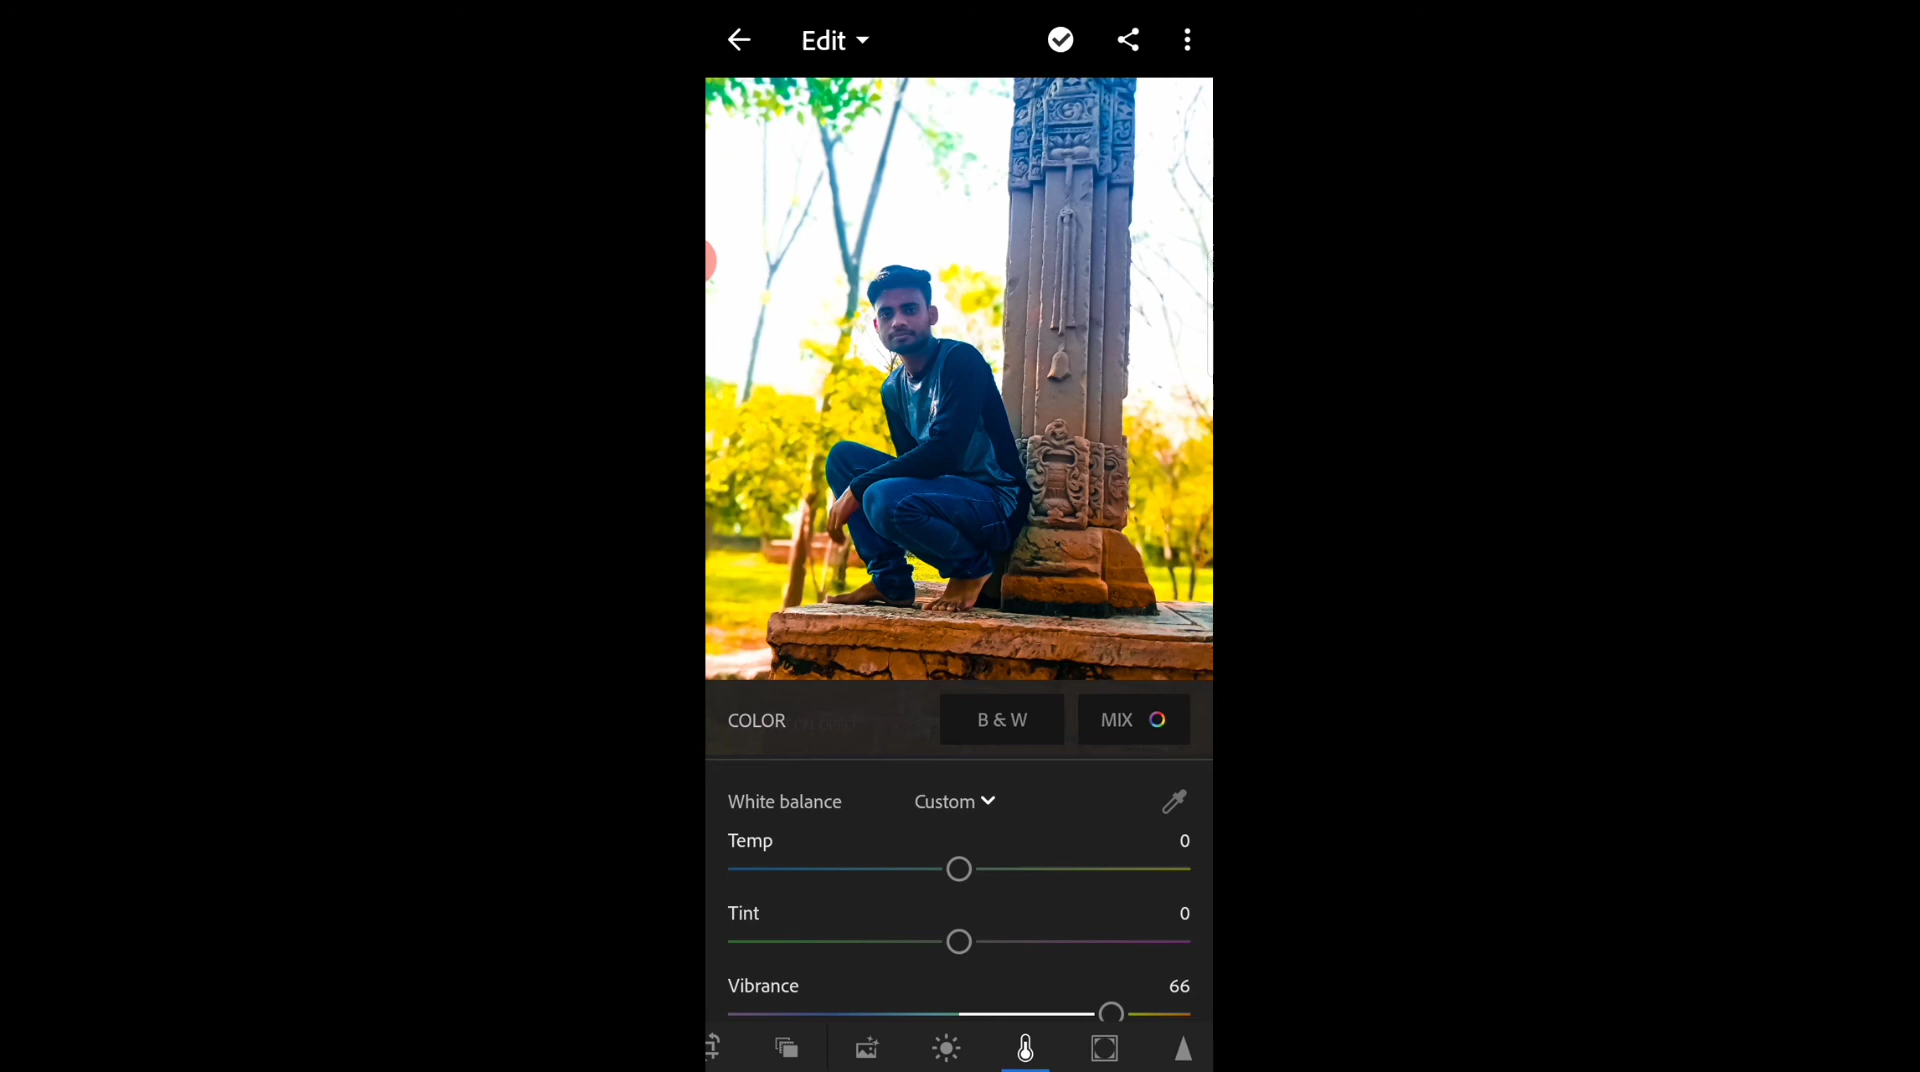 Edit
COLOR
B & W
MIX
White balance
Custom
Temp
0
Tint
0
Vibrance
66